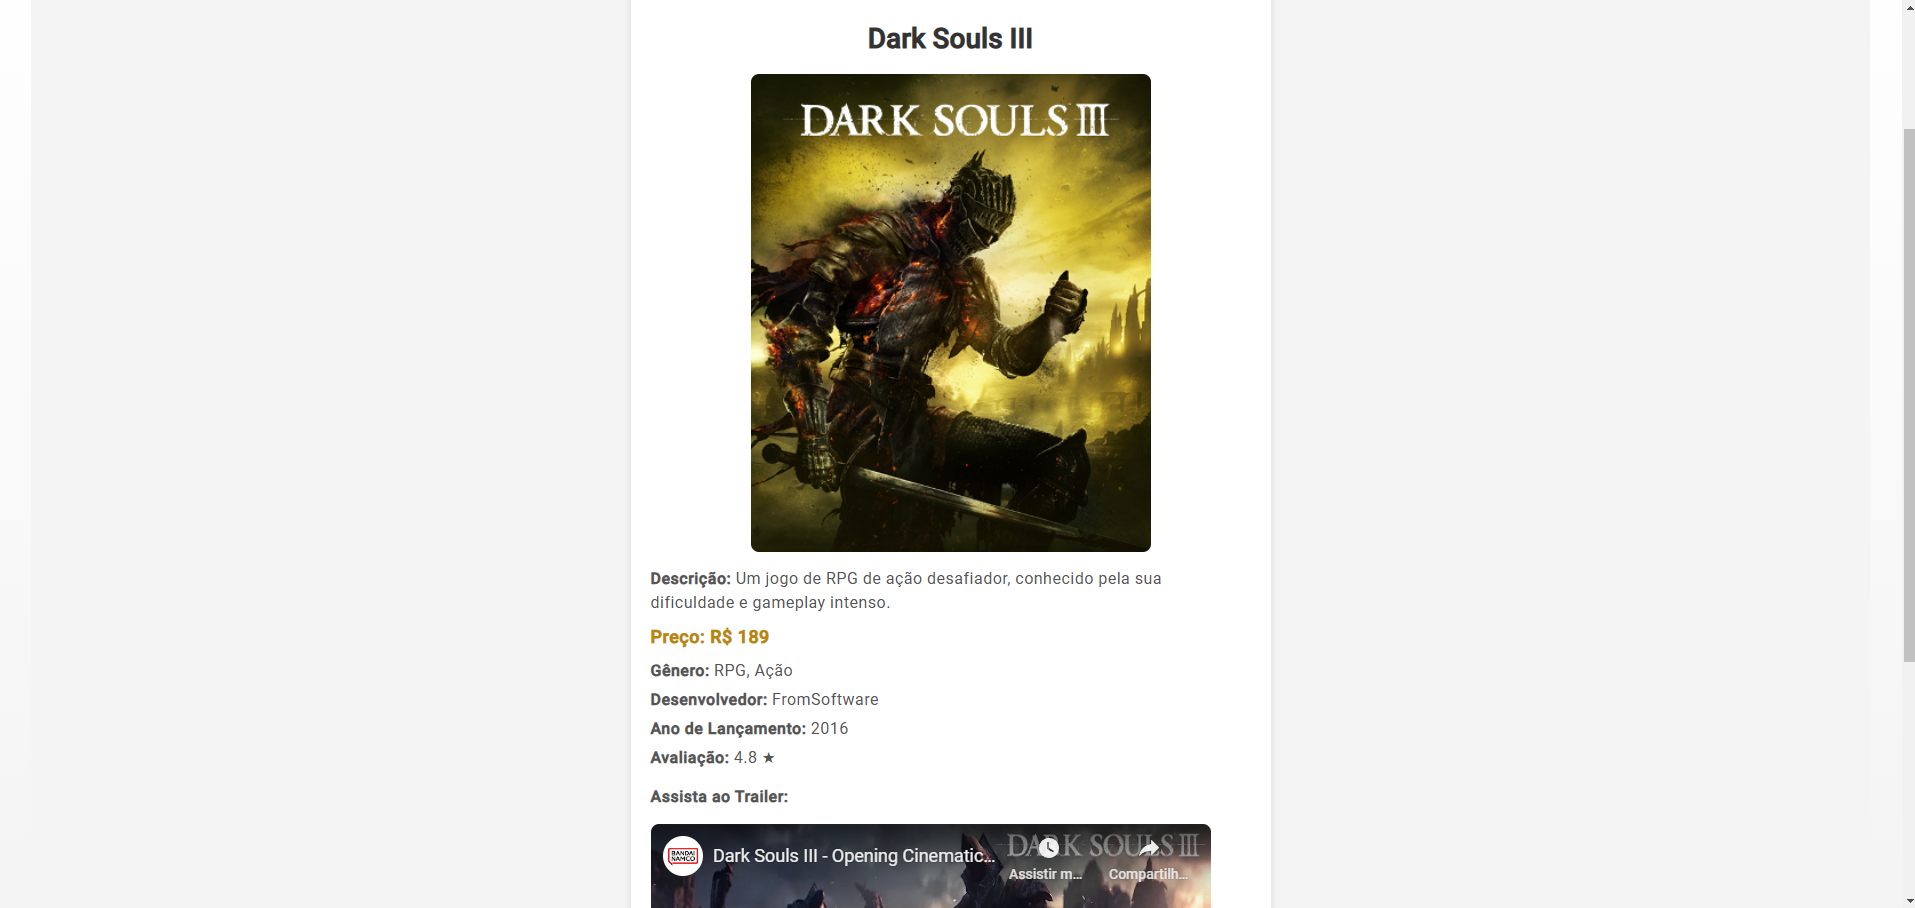 Dark Souls III
DARK SOULS III
Descrição: Um jogo de RPG de ação desafiador, conhecido pela sua
dificuldade e gameplay intenso.
Preço: R$ 189
Gênero: RPG, Ação
Desenvolvedor: FromSoftware
Ano de Lançamento: 2016
Avaliação: 4.8 ★
Assista ao Trailer:
BANDAI
NAMCO
Dark Souls III - Opening Cinematic...
DARK SOULS III
Assistir m...
Compartilh...